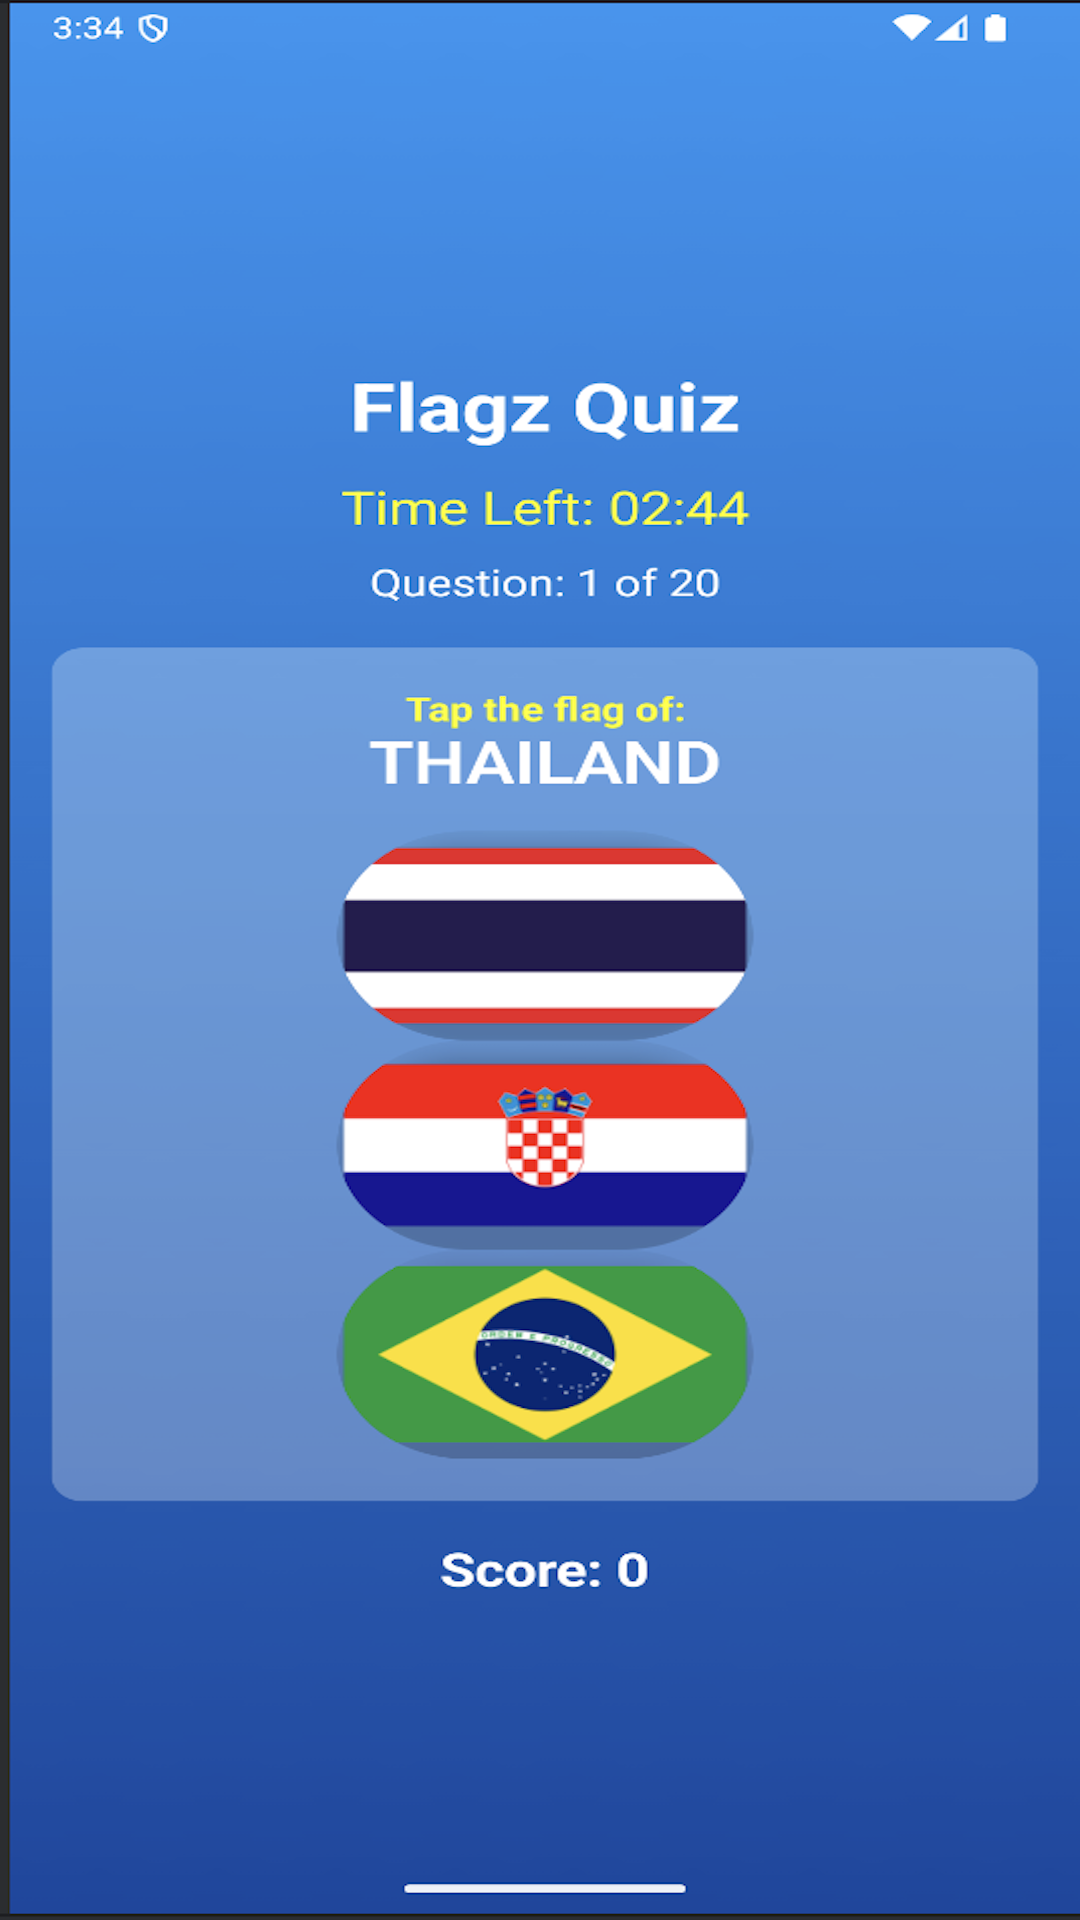 3:34
Flagz Quiz
Time Left: 02:44
Question: 1 of 20
Tap the flag of:
THAILAND
ORDEM E PROGRESSO
Score: 0